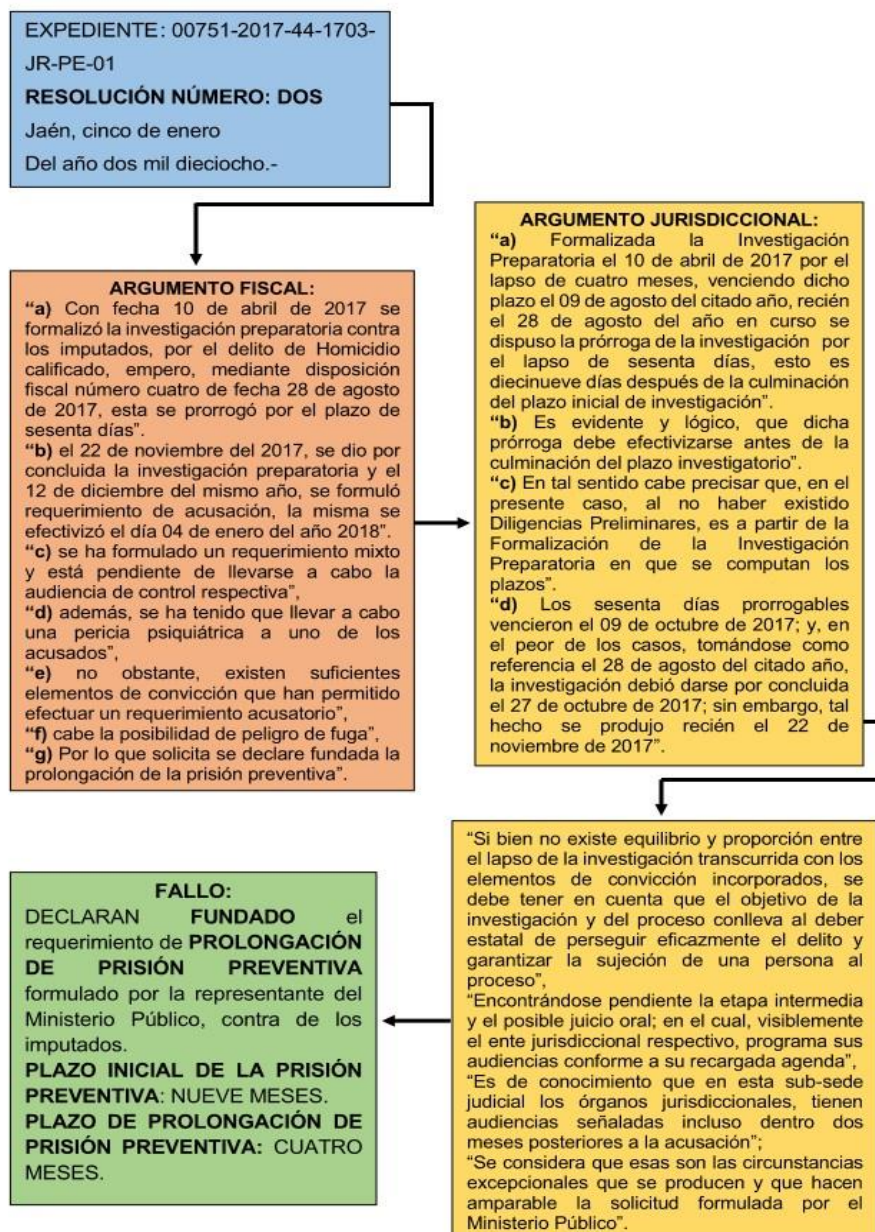 EXPEDIENTE: 00751-2017-44-1703-
JR-PE-01
RESOLUCIÓN NÚMERO: DOS
Jaén, cinco de enero
Del año dos mil dieciocho.-
ARGUMENTO FISCAL:
“a) Con fecha 10 de abril de 2017 se
formalizó la investigación preparatoria contra
los imputados, por el delito de Homicidio
calificado, empero, mediante disposición
fiscal número cuatro de fecha 28 de agosto
de 2017, esta se prorrogó por el plazo de
sesenta días”.
“b) el 22 de noviembre del 2017, se dio por
concluida la investigación preparatoria y el
12 de diciembre del mismo año, se formuló
requerimiento de acusación, la misma se
efectivizó el día 04 de enero del año 2018”.
“c) se ha formulado un requerimiento mixto
y está pendiente de llevarse a cabo la
audiencia de control respectiva”,
“d) además, se ha tenido que llevar a cabo
una pericia psiquiátrica a uno de los
acusados”,
“e) no obstante, existen suficientes
elementos de convicción que han permitido
efectuar un requerimiento acusatorio”,
“f) cabe la posibilidad de peligro de fuga”,
“g) Por lo que solicita se declare fundada la
prolongación de la prisión preventiva”.
ARGUMENTO JURISDICCIONAL:
“a) Formalizada la Investigación
Preparatoria el 10 de abril de 2017 por el
lapso de cuatro meses, venciendo dicho
plazo el 09 de agosto del citado año, recién
el 28 de agosto del año en curso se
dispuso la prórroga de la investigación por
el lapso de sesenta días, esto es
diecinueve días después de la culminación
del plazo inicial de investigación”.
“b) Es evidente y lógico, que dicha
prórroga debe efectivizarse antes de la
culminación del plazo investigatorio”.
“c) En tal sentido cabe precisar que, en el
presente caso, al no haber existido
Diligencias Preliminares, es a partir de la
Formalización de la Investigación
Preparatoria en que se computan los
plazos”.
“d) Los sesenta días prorrogables
vencieron el 09 de octubre de 2017; y, en
el peor de los casos, tomándose como
referencia el 28 de agosto del citado año,
la investigación debió darse por concluida
el 27 de octubre de 2017; sin embargo, tal
hecho se produjo recién el 22 de
noviembre de 2017”.
“Si bien no existe equilibrio y proporción entre
el lapso de la investigación transcurrida con los
elementos de convicción incorporados, se
debe tener en cuenta que el objetivo de la
investigación y del proceso conlleva al deber
estatal de perseguir eficazmente el delito y
garantizar la sujeción de una persona al
proceso”,
“Encontrándose pendiente la etapa intermedia
y el posible juicio oral; en el cual, visiblemente
el ente jurisdiccional respectivo, programa sus
audiencias conforme a su recargada agenda”,
“Es de conocimiento que en esta sub-sede
judicial los órganos jurisdiccionales, tienen
audiencias señaladas incluso dentro dos
meses posteriores a la acusación”;
“Se considera que esas son las circunstancias
excepcionales que se producen y que hacen
amparable la solicitud formulada por el
Ministerio Público”.
FALLO:
DECLARAN FUNDADO el
requerimiento de PROLONGACIÓN
DE PRISIÓN PREVENTIVA
formulado por la representante del
Ministerio Público, contra de los
imputados.
PLAZO INICIAL DE LA PRISIÓN
PREVENTIVA: NUEVE MESES.
PLAZO DE PROLONGACIÓN DE
PRISIÓN PREVENTIVA: CUATRO
MESES.